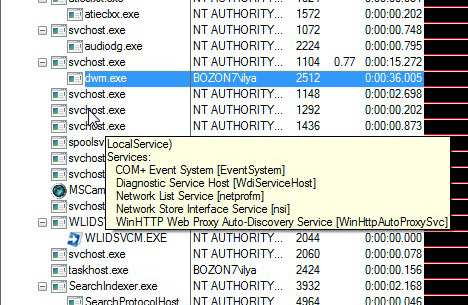 atieclxx.exe NT AUTHORITY...
atiecbx.exe NT AUTHORITY... 1572 0:00:00.202
svchost.exe NT AUTHORITY... 1072 0:00:00.748
audiodg.exe NT AUTHORITY... 2224 0:00:00.795
svchost.exe NT AUTHORITY... 1104 0.77 0:00:15.272
dwm.exe BOZON7\ilya 2512 0:00:36.005
svchost.exe NT AUTHORITY... 1148 0:00:02.698
svchost.exe NT AUTHORITY... 1292 0:00:00.202
svchost.exe NT AUTHORITY... 1436 0:00:00.873
spoolsv
LocalService)
svchost
Services:
svchost
COM+ Event System [EventSystem]
MSCam
Diagnostic Service Host [WdiServiceHost]
svchost
Network List Service [netprofm]
Network Store Interface Service [nsi]
WLIDS
WinHTTP Web Proxy Auto-Discovery Service [WinHttpAutoProxySvc]
WLIDSVCM.EXE NT AUTHORITY... 2044 0:00:00.000
svchost.exe NT AUTHORITY... 2060 0:00:00.078
taskhost.exe BOZON7\ilya 2424 0:00:00.156
SearchIndexer.exe NT AUTHORITY... 3932 0:00:02.168
SearchProtocolHost NT AUTHORITY... 4964 0:00:00.046